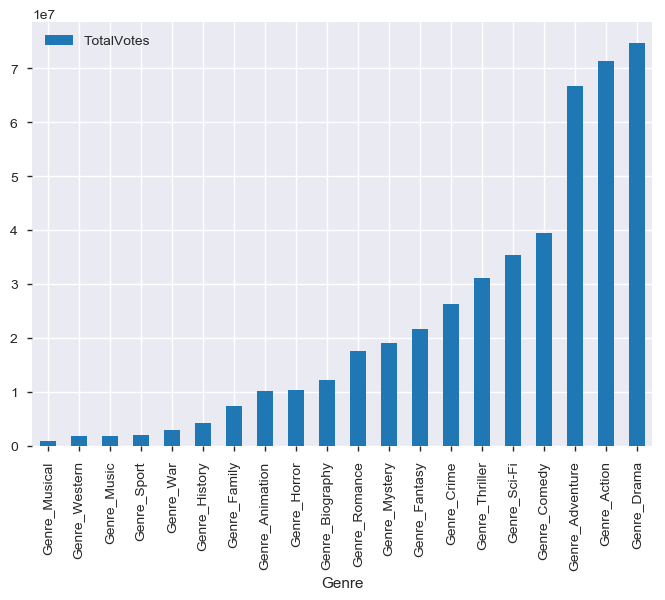 1e7
TotalVotes
7
6
5
4
3
2
1
0
Genre_Musical
Genre_Western
Genre_Music
Genre_Sport
Genre_War
Genre_History
Genre_Family
Genre_Animation
Genre_Horror
Genre_Biography
Genre_Romance
Genre_Mystery
Genre_Fantasy
Genre_Crime
Genre_Thriller
Genre_Sci-Fi
Genre_Comedy
Genre_Adventure
Genre_Action
Genre_Drama
Genre